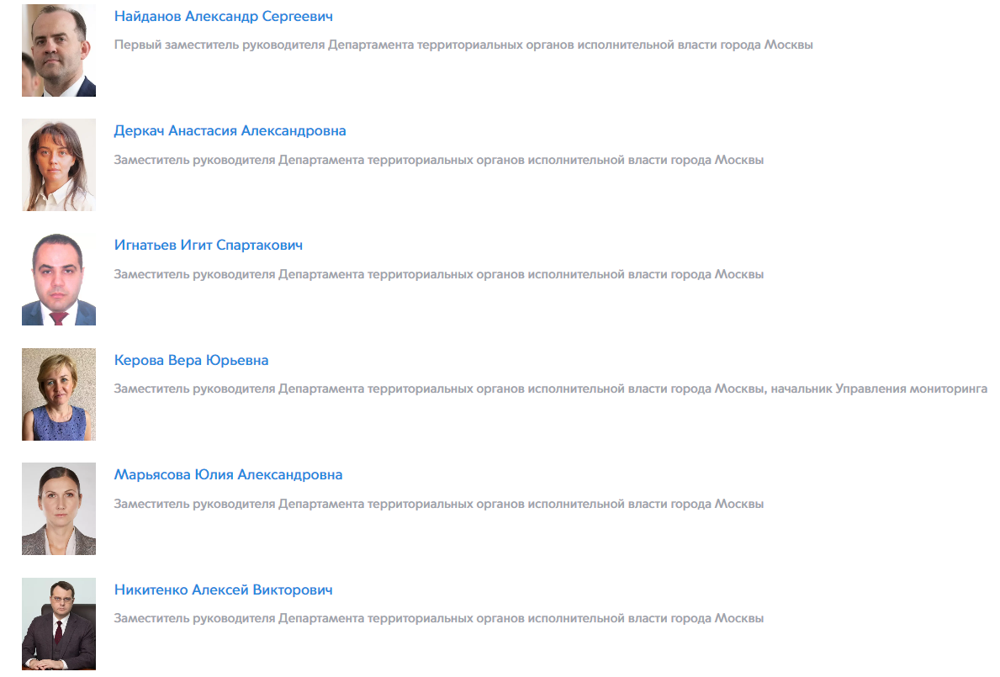 Найданов Александр Сергеевич
Первый заместитель руководителя Департамента территориальных органов исполнительной власти города Москвы
Деркач Анастасия Александровна
Заместитель руководителя Департамента территориальных органов исполнительной власти города Москвы
Игнатьев Игит Спартакович
Заместитель руководителя Департамента территориальных органов исполнительной власти города Москвы
Керова Вера Юрьевна
Заместитель руководителя Департамента территориальных органов исполнительной власти города Москвы, начальник Управления мониторинга
Марьясова Юлия Александровна
Заместитель руководителя Департамента территориальных органов исполнительной власти города Москвы
Никитенко Алексей Викторович
Заместитель руководителя Департамента территориальных органов исполнительной власти города Москвы